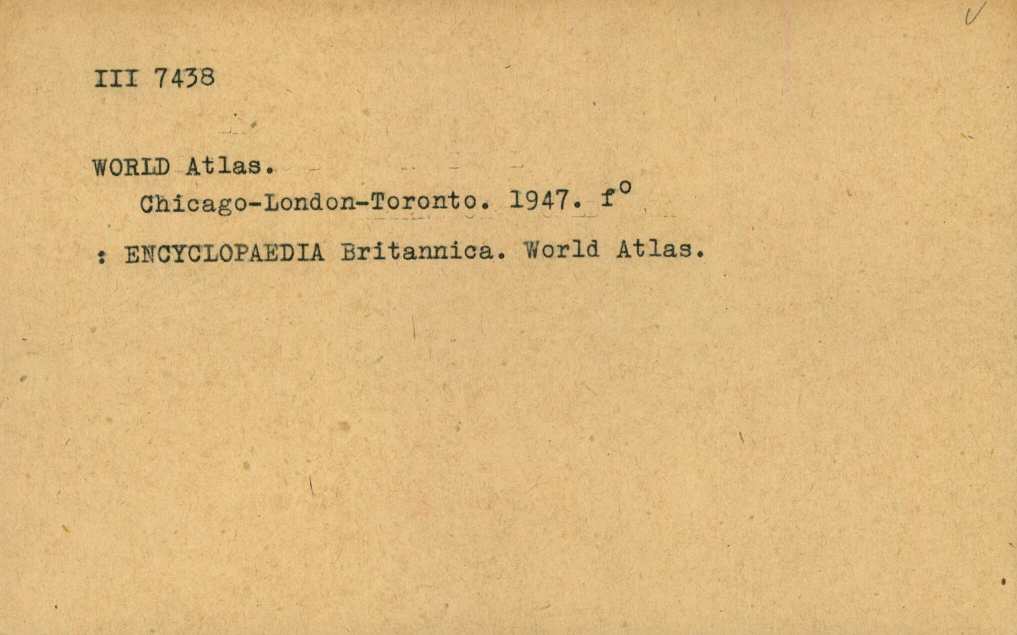 III 7438
WORLD Atlas.
Chicago-London-Toronto. 1947. f°
: ENCYCLOPAEDIA Britannica. World Atlas.